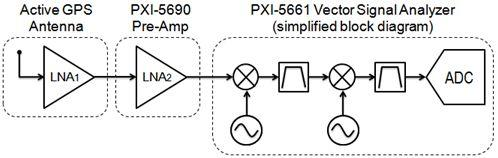 Active GPS
Antenna
PXI-5690
Pre-Amp
PXI-5661 Vector Signal Analyzer
(simplified block diagram)
LNA1
LNA2
ADC